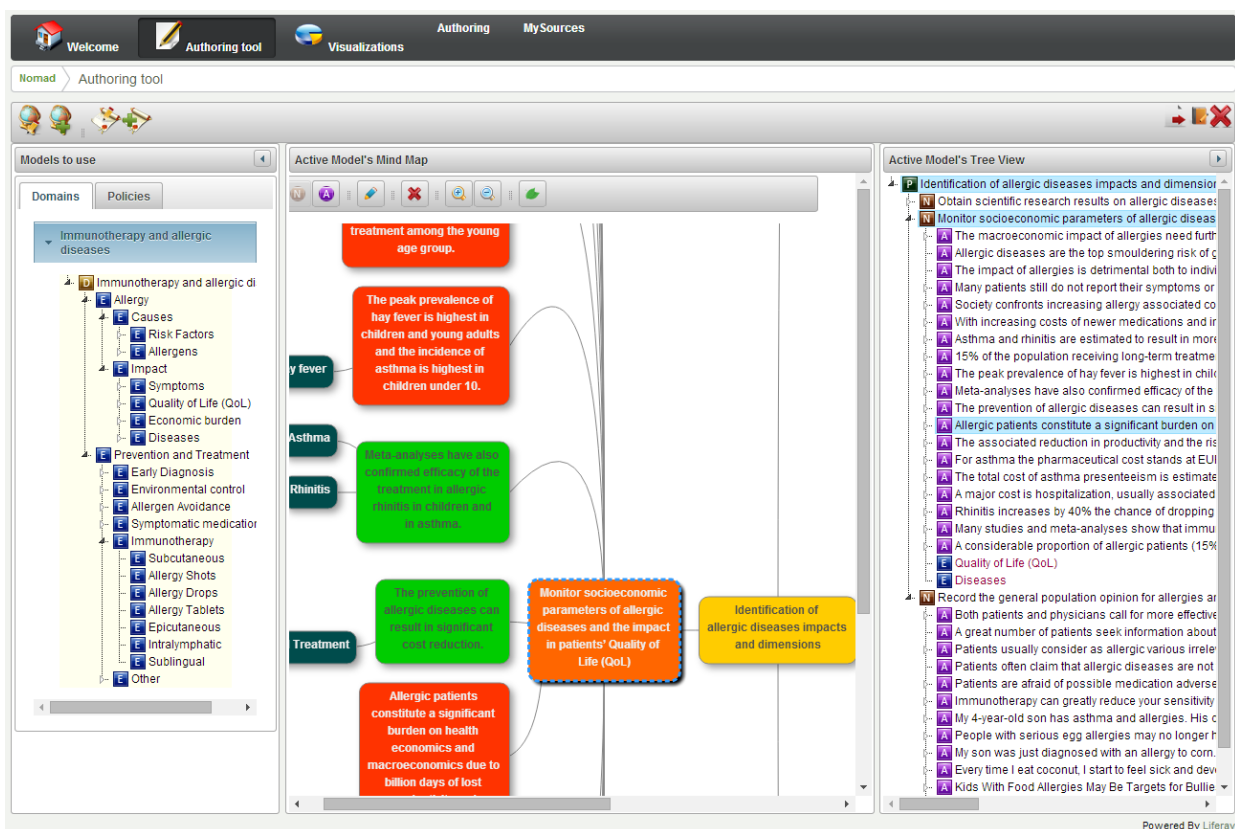 Welcome
Authoring tool
Visualizations
Authoring
MySources
Nomad
Authoring tool
Models to use
Domains
Policies
Immunotherapy and allergic
diseases
D Immunotherapy and allergic di
E Allergy
E Causes
E Risk Factors
E Allergens
E Impact
E Symptoms
E Quality of Life (QoL)
E Economic burden
E Diseases
E Prevention and Treatment
E Early Diagnosis
E Environmental control
E Allergen Avoidance
E Symptomatic medication
E Immunotherapy
E Subcutaneous
E Allergy Shots
E Allergy Drops
E Allergy Tablets
E Epicutaneous
E Intralymphatic
E Sublingual
E Other
Active Model's Mind Map
N A
treatment among the young
age group.
The peak prevalence of
hay fever is highest in
children and young adults
and the incidence of
asthma is highest in
children under 10.
y fever
Asthma
Rhinitis
Meta-analyses have also
confirmed efficacy of the
treatment in allergic
rhinitis in children and
in asthma.
The prevention of
allergic diseases can
result in significant
cost reduction.
Treatment
Monitor socioeconomic
parameters of allergic
diseases and the impact
in patients' Quality of
Life (QoL)
Identification of
allergic diseases impacts
and dimensions
Allergic patients
constitute a significant
burden on health
economics and
macroeconomics due to
billion days of lost
Active Model's Tree View
P Identification of allergic diseases impacts and dimension
N Obtain scientific research results on allergic diseases
N Monitor socioeconomic parameters of allergic diseas
A The macroeconomic impact of allergies need furth
A Allergic diseases are the top smouldering risk of g
A The impact of allergies is detrimental both to indivi
A Many patients still do not report their symptoms or
A Society confronts increasing allergy associated co
A With increasing costs of newer medications and ir
A Asthma and rhinitis are estimated to result in more
A 15% of the population receiving long-term treatme
A The peak prevalence of hay fever is highest in child
A Meta-analyses have also confirmed efficacy of the
A The prevention of allergic diseases can result in s
A Allergic patients constitute a significant burden on
A The associated reduction in productivity and the ris
A For asthma the pharmaceutical cost stands at EUI
A The total cost of asthma presenteeism is estimate
A A major cost is hospitalization, usually associated
A Rhinitis increases by 40% the chance of dropping
A Many studies and meta-analyses show that immu
A A considerable proportion of allergic patients (15%
E Quality of Life (QoL)
E Diseases
N Record the general population opinion for allergies ar
A Both patients and physicians call for more effective
A A great number of patients seek information about
A Patients usually consider as allergic various irrele
A Patients often claim that allergic diseases are not
A Patients are afraid of possible medication adverse
A Immunotherapy can greatly reduce your sensitivity
A My 4-year-old son has asthma and allergies. His c
A People with serious egg allergies may no longer h
A My son was just diagnosed with an allergy to corn.
A Every time I eat coconut, I start to feel sick and dev
A Kids With Food Allergies May Be Targets for Bullie
Powered By Liferay